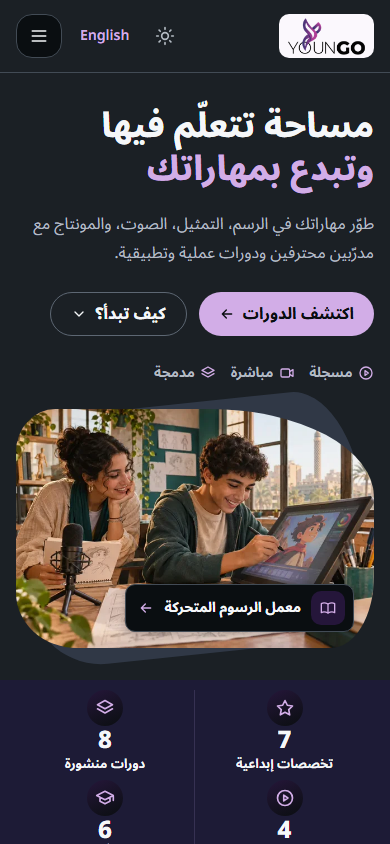 YOUNGO
English
مساحة تتعلّم فيها
وتبدع بمهاراتك
طوّر مهاراتك في الرسم، التمثيل، الصوت، والمونتاج مع
مدرّبين محترفين ودورات عملية وتطبيقية.
اكتشف الدورات
كيف تبدأ؟
مسجلة
مباشرة
مدمجة
معمل الرسوم المتحركة
7
تخصصات إبداعية
8
دورات منشورة
4
6